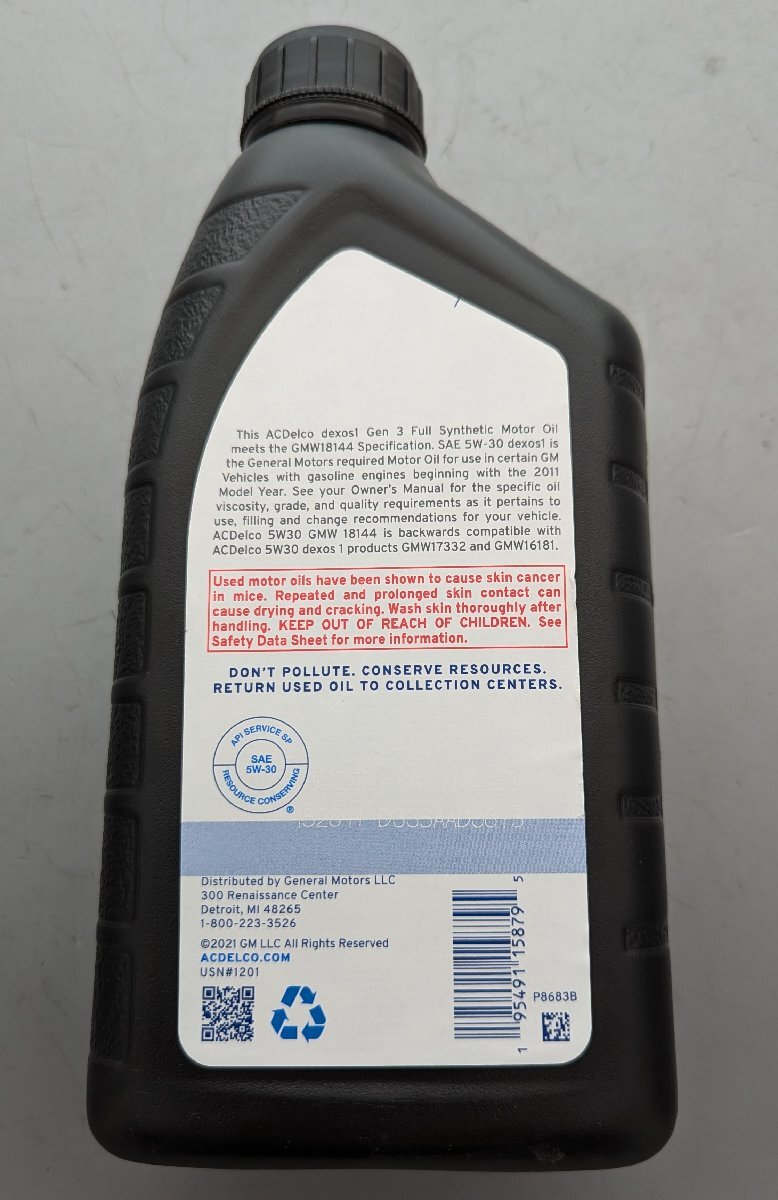 This ACDelco dexos1 Gen 3 Full Synthetic Motor Oil
meets the GMW18144 Specification. SAE 5W-30 dexos1 is
the General Motors required Motor Oil for use in certain GM
Vehicles with gasoline engines beginning with the 2011
Model Year. See your Owner's Manual for the specific oil
viscosity, grade, and quality requirements as it pertains to
use, filling and change recommendations for your vehicle.
ACDelco 5W30 GMW 18144 is backwards compatible with
ACDelco 5W30 dexos 1 products GMW17332 and GMW16181.
Used motor oils have been shown to cause skin cancer
in mice. Repeated and prolonged skin contact can
cause drying and cracking. Wash skin thoroughly after
handling. KEEP OUT OF REACH OF CHILDREN. See
Safety Data Sheet for more information.
DON'T POLLUTE. CONSERVE RESOURCES.
RETURN USED OIL TO COLLECTION CENTERS.
API SERVICE SP
SAE
5W-30
RESOURCE CONSERVING
®
Distributed by General Motors LLC
300 Renaissance Center
Detroit, MI 48265
1-800-223-3526
©2021 GM LLC All Rights Reserved
ACDELCO.COM
USN#1201
1 95491 15879 5
P8683B